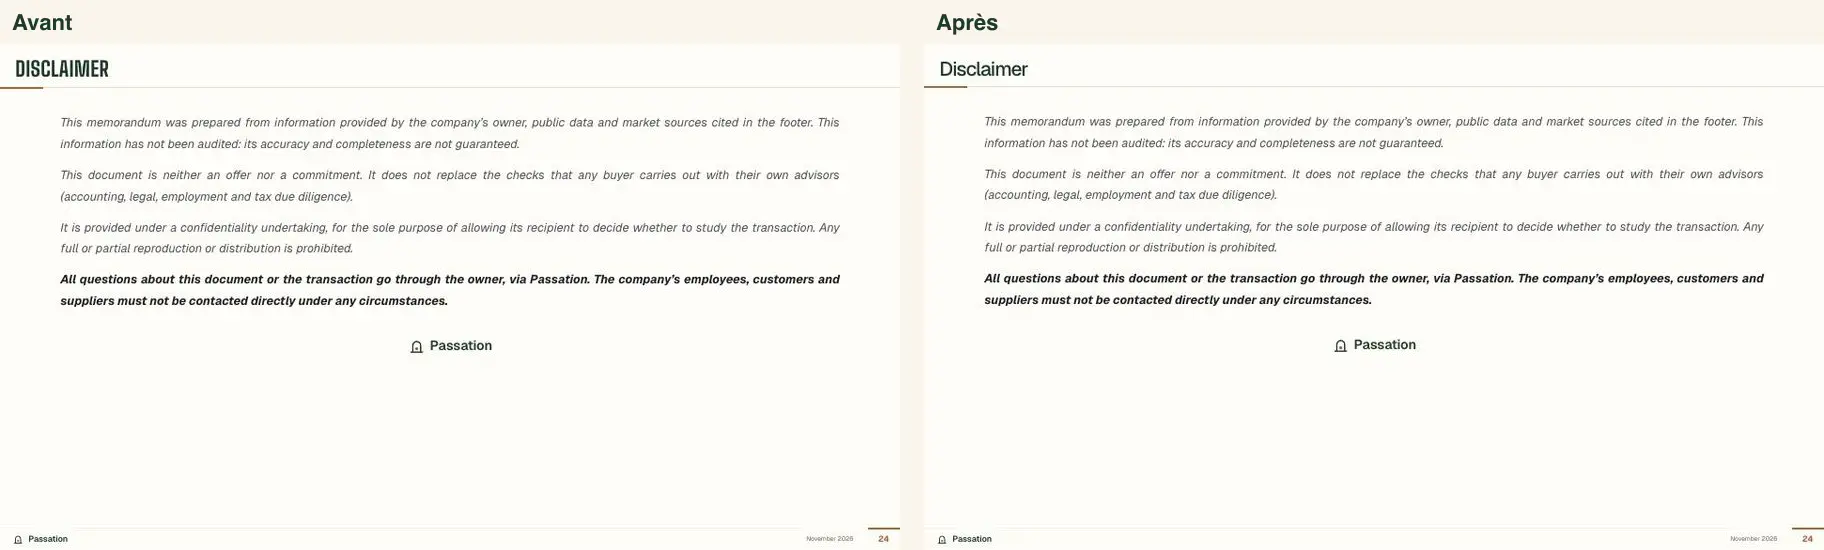 Avant
DISCLAIMER
This memorandum was prepared from information provided by the company's owner, public data and market sources cited in the footer. This
information has not been audited: its accuracy and completeness are not guaranteed.
This document is neither an offer nor a commitment. It does not replace the checks that any buyer carries out with their own advisors
(accounting, legal, employment and tax due diligence).
It is provided under a confidentiality undertaking, for the sole purpose of allowing its recipient to decide whether to study the transaction. Any
full or partial reproduction or distribution is prohibited.
All questions about this document or the transaction go through the owner, via Passation. The company's employees, customers and
suppliers must not be contacted directly under any circumstances.
Passation
Passation
November 2026
24
Après
Disclaimer
This memorandum was prepared from information provided by the company's owner, public data and market sources cited in the footer. This
information has not been audited: its accuracy and completeness are not guaranteed.
This document is neither an offer nor a commitment. It does not replace the checks that any buyer carries out with their own advisors
(accounting, legal, employment and tax due diligence).
It is provided under a confidentiality undertaking, for the sole purpose of allowing its recipient to decide whether to study the transaction. Any
full or partial reproduction or distribution is prohibited.
All questions about this document or the transaction go through the owner, via Passation. The company's employees, customers and
suppliers must not be contacted directly under any circumstances.
Passation
Passation
November 2026
24